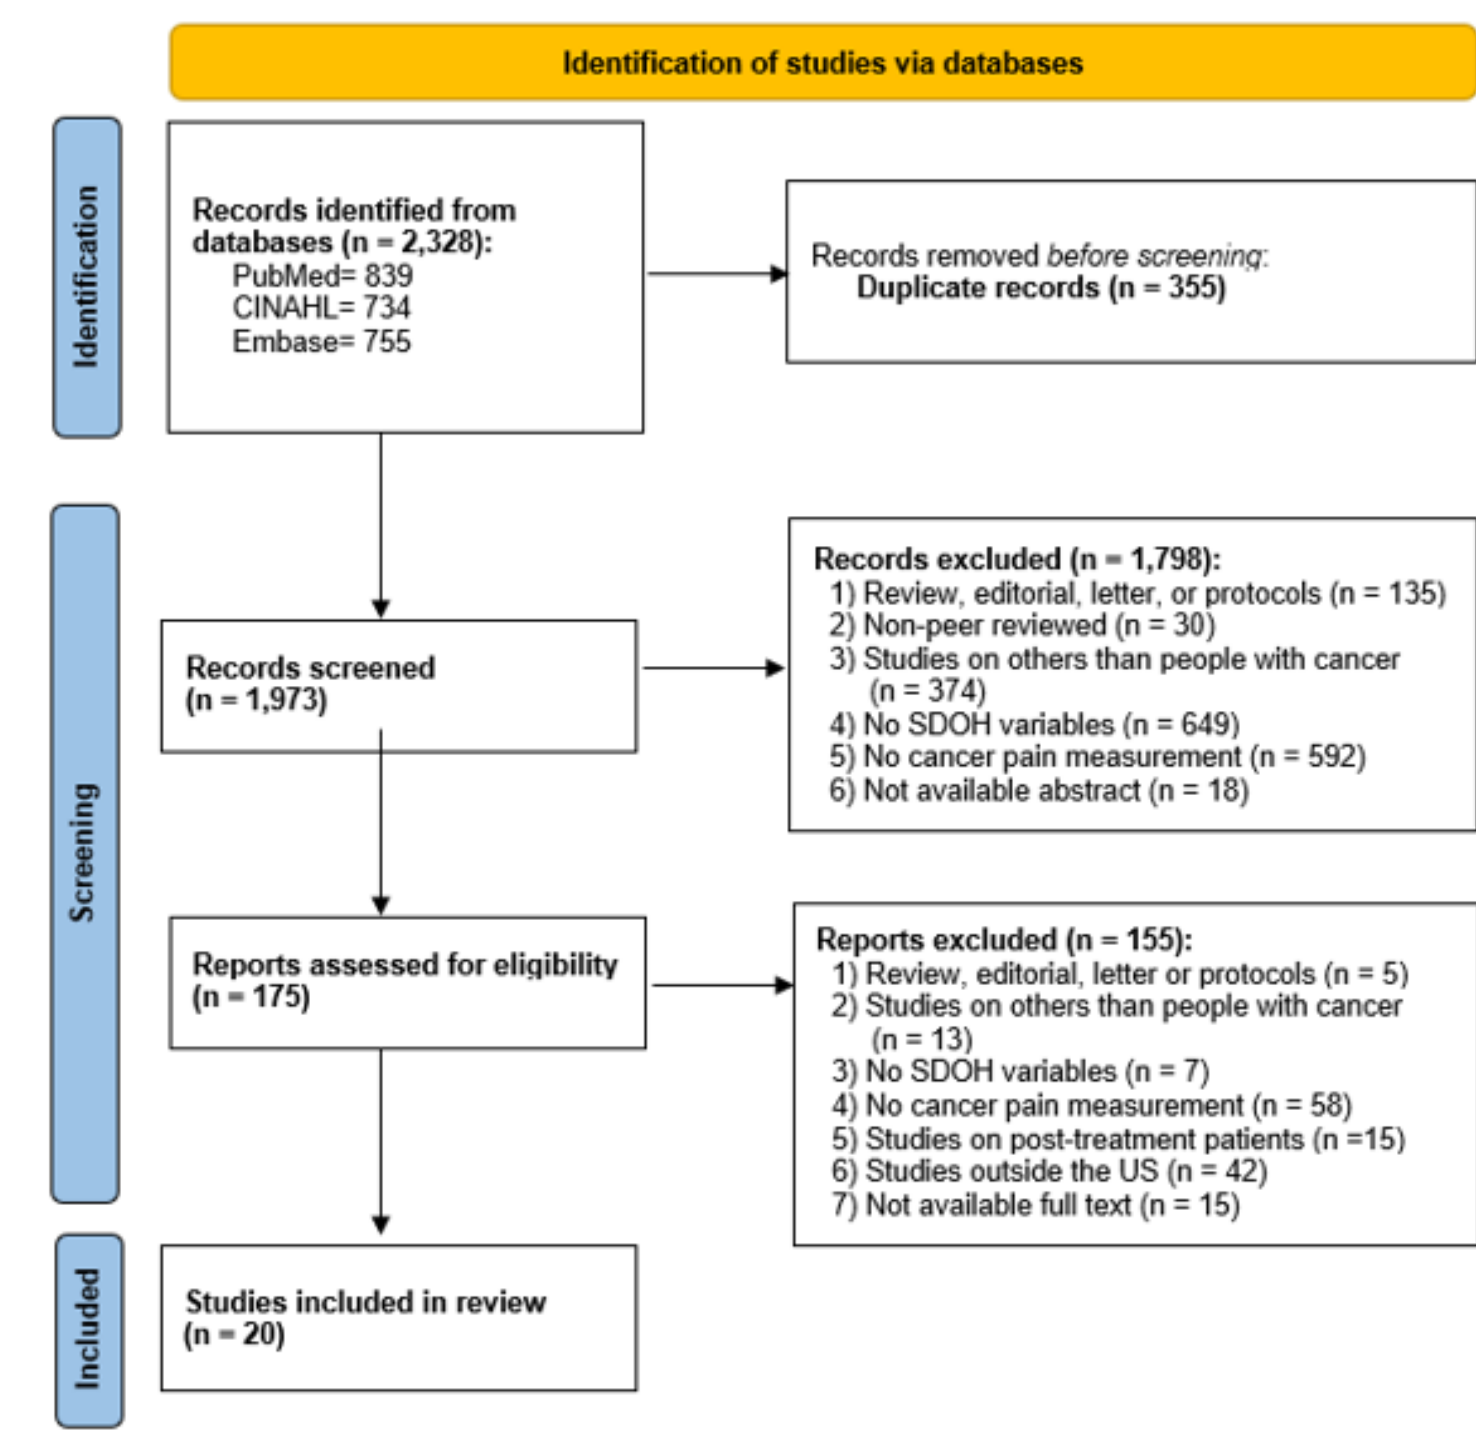 Identification of studies via databases
Identification
Records identified from
databases (n = 2,328):
PubMed= 839
CINAHL= 734
Embase= 755
Records removed before screening:
Duplicate records (n = 355)
Screening
Records screened
(n = 1,973)
Records excluded (n = 1,798):
1) Review, editorial, letter, or protocols (n = 135)
2) Non-peer reviewed (n = 30)
3) Studies on others than people with cancer
(n = 374)
4) No SDOH variables (n = 649)
5) No cancer pain measurement (n = 592)
6) Not available abstract (n = 18)
Reports assessed for eligibility
(n = 175)
Reports excluded (n = 155):
1) Review, editorial, letter or protocols (n = 5)
2) Studies on others than people with cancer
(n = 13)
3) No SDOH variables (n = 7)
4) No cancer pain measurement (n = 58)
5) Studies on post-treatment patients (n =15)
6) Studies outside the US (n = 42)
7) Not available full text (n = 15)
Included
Studies included in review
(n = 20)